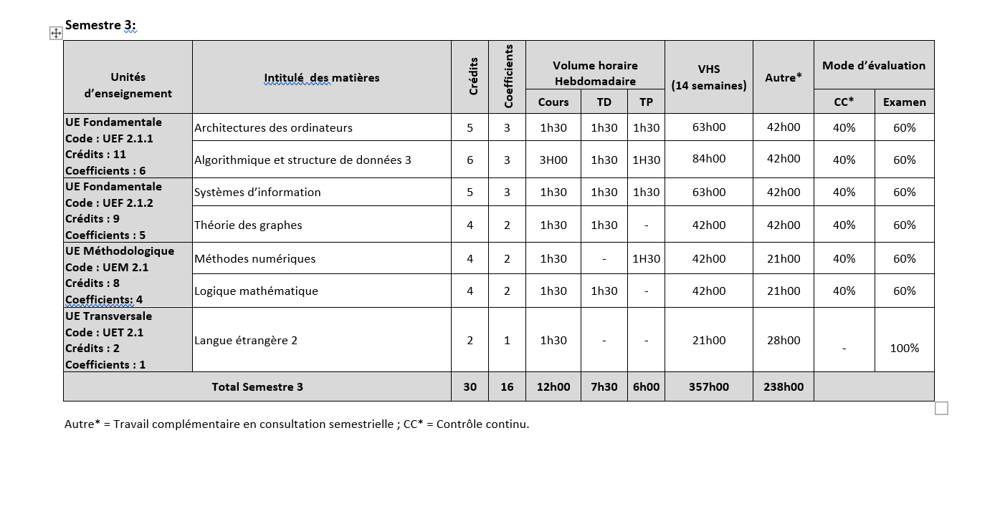 Semestre 3:
Unités d’enseignement
Intitulé des matières
Crédits
Coefficients
Volume horaire Hebdomadaire
VHS (14 semaines)
Autre*
Mode d’évaluation
Cours TD TP
CC* Examen
UE Fondamentale
Code : UEF 2.1.1
Crédits : 11
Coefficients : 6
Architectures des ordinateurs 5 3 1h30 1h30 1h30 63h00 42h00 40% 60%
Algorithmique et structure de données 3 6 3 3H00 1h30 1H30 84h00 42h00 40% 60%
UE Fondamentale
Code : UEF 2.1.2
Crédits : 9
Coefficients : 5
Systèmes d’information 5 3 1h30 1h30 1h30 63h00 42h00 40% 60%
Théorie des graphes 4 2 1h30 1h30 - 42h00 42h00 40% 60%
UE Méthodologique
Code : UEM 2.1
Crédits : 8
Coefficients: 4
Méthodes numériques 4 2 1h30 - 1H30 42h00 21h00 40% 60%
Logique mathématique 4 2 1h30 1h30 - 42h00 21h00 40% 60%
UE Transversale
Code : UET 2.1
Crédits : 2
Coefficients : 1
Langue étrangère 2 2 1 1h30 - - 21h00 28h00 - 100%
Total Semestre 3 30 16 12h00 7h30 6h00 357h00 238h00
Autre* = Travail complémentaire en consultation semestrielle ; CC* = Contrôle continu.